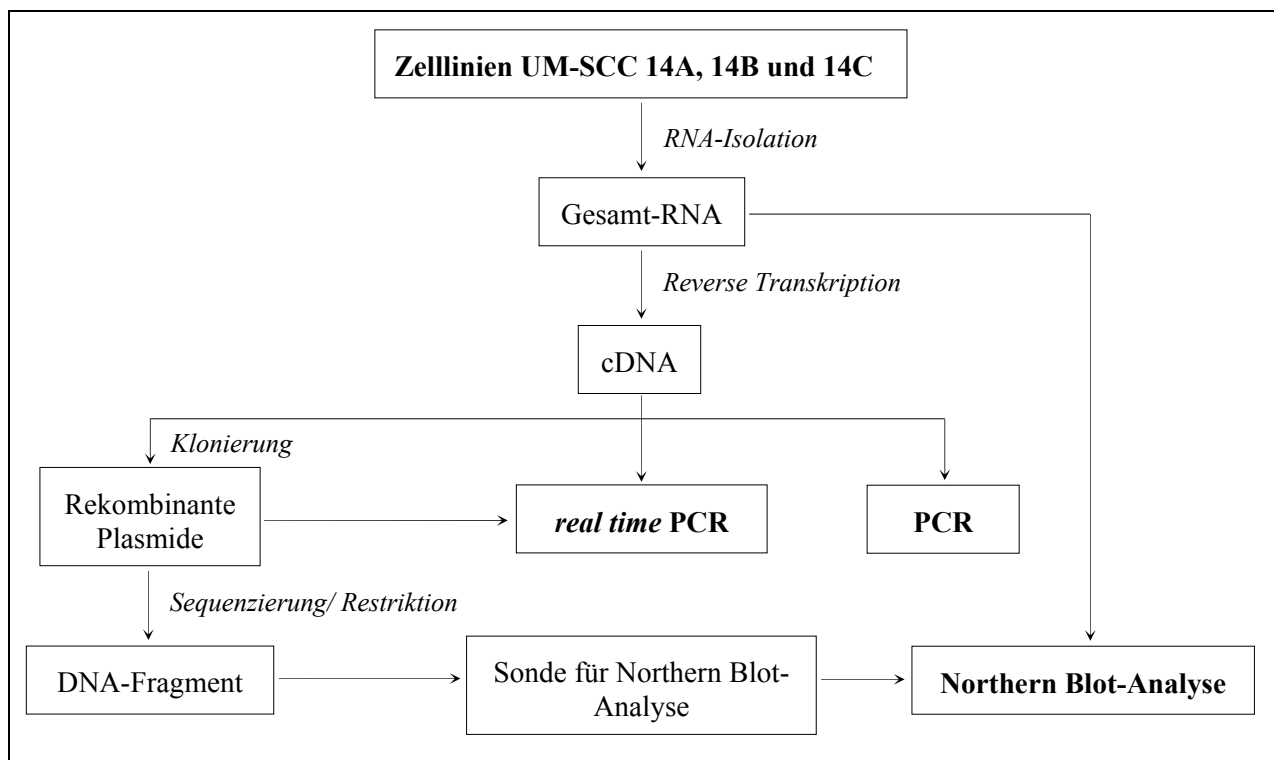 Zelllinien UM-SCC 14A, 14B und 14C
RNA-Isolation
Gesamt-RNA
Reverse Transkription
cDNA
Klonierung
Rekombinante
Plasmide
real time PCR
PCR
Sequenzierung/ Restriktion
DNA-Fragment
Sonde für Northern Blot-
Analyse
Northern Blot-Analyse